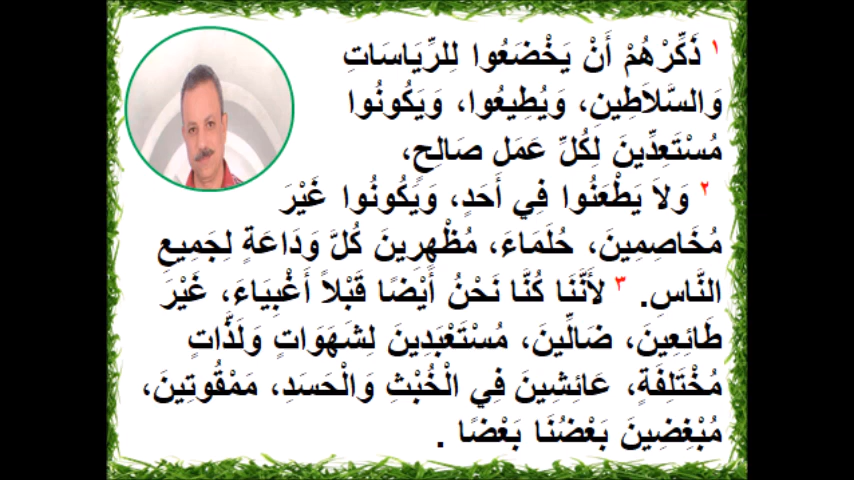 ١ ذَكِّرْهُمْ أَنْ يَخْضَعُوا لِلرِّيَاسَاتِ
وَالسَّلاَطِينِ، وَيُطِيعُوا، وَيَكُونُوا
مُسْتَعِدِّينَ لِكُلِّ عَمَل صَالِحٍ،
٢ وَلاَ يَطْعَنُوا فِي أَحَدٍ، وَيَكُونُوا غَيْرَ
مُخَاصِمِينَ، حُلَمَاءَ، مُظْهِرِينَ كُلَّ وَدَاعَةٍ لِجَمِيعِ
النَّاسِ. ٣ لأَنَّنَا كُنَّا نَحْنُ أَيْضًا قَبْلاً أَغْبِيَاءَ، غَيْرَ
طَائِعِينَ، ضَالِّينَ، مُسْتَعْبَدِينَ لِشَهَوَاتٍ وَلَذَّاتٍ
مُخْتَلِفَةٍ، عَائِشِينَ فِي الْخُبْثِ وَالْحَسَدِ، مَمْقُوتِينَ،
مُبْغِضِينَ بَعْضُنَا بَعْضًا .